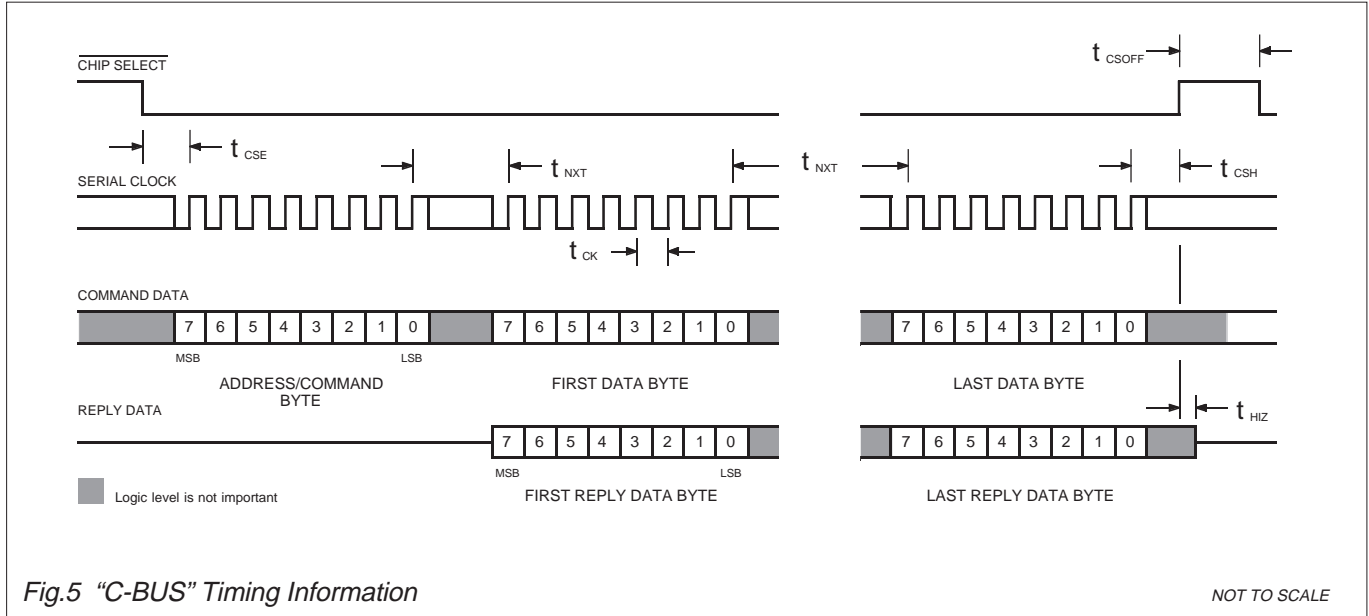 CHIP SELECT
t CSOFF
t CSE
t NXT
t NXT
t CSH
SERIAL CLOCK
t CK
COMMAND DATA
7 6 5 4 3 2 1 0 7 6 5 4 3 2 1 0 7 6 5 4 3 2 1 0
MSB LSB
ADDRESS/COMMAND
BYTE
FIRST DATA BYTE
LAST DATA BYTE
REPLY DATA
t HIZ
7 6 5 4 3 2 1 0 7 6 5 4 3 2 1 0
MSB LSB
Logic level is not important
FIRST REPLY DATA BYTE
LAST REPLY DATA BYTE
Fig.5 “C-BUS” Timing Information
NOT TO SCALE